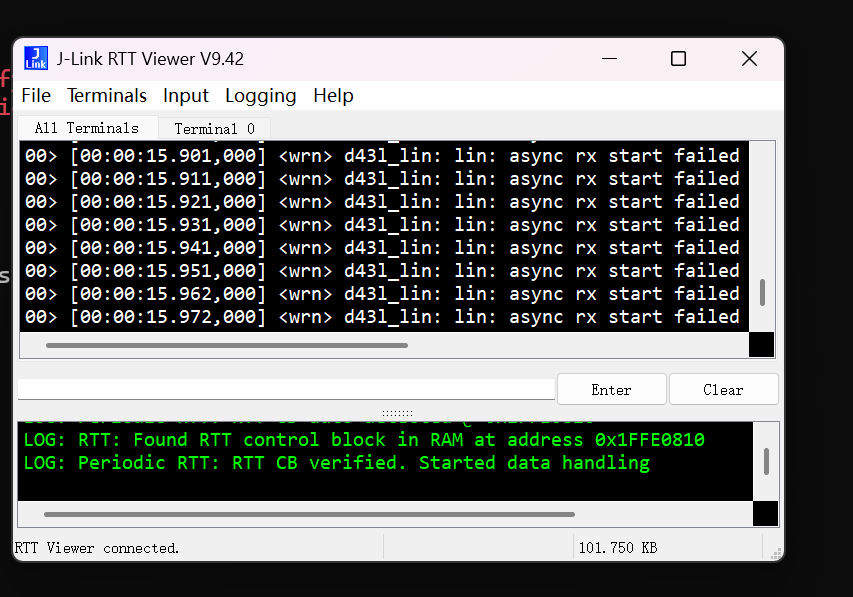 J-Link RTT Viewer V9.42
File Terminals Input Logging Help
All Terminals Terminal 0
00> [00:00:15.901,000] <wrn> d43l_lin: lin: async rx start failed
00> [00:00:15.911,000] <wrn> d43l_lin: lin: async rx start failed
00> [00:00:15.921,000] <wrn> d43l_lin: lin: async rx start failed
00> [00:00:15.931,000] <wrn> d43l_lin: lin: async rx start failed
00> [00:00:15.941,000] <wrn> d43l_lin: lin: async rx start failed
00> [00:00:15.951,000] <wrn> d43l_lin: lin: async rx start failed
00> [00:00:15.962,000] <wrn> d43l_lin: lin: async rx start failed
00> [00:00:15.972,000] <wrn> d43l_lin: lin: async rx start failed
Enter Clear
LOG: RTT: Found RTT control block in RAM at address 0x1FFE0810
LOG: Periodic RTT: RTT CB verified. Started data handling
RTT Viewer connected. 101.750 KB